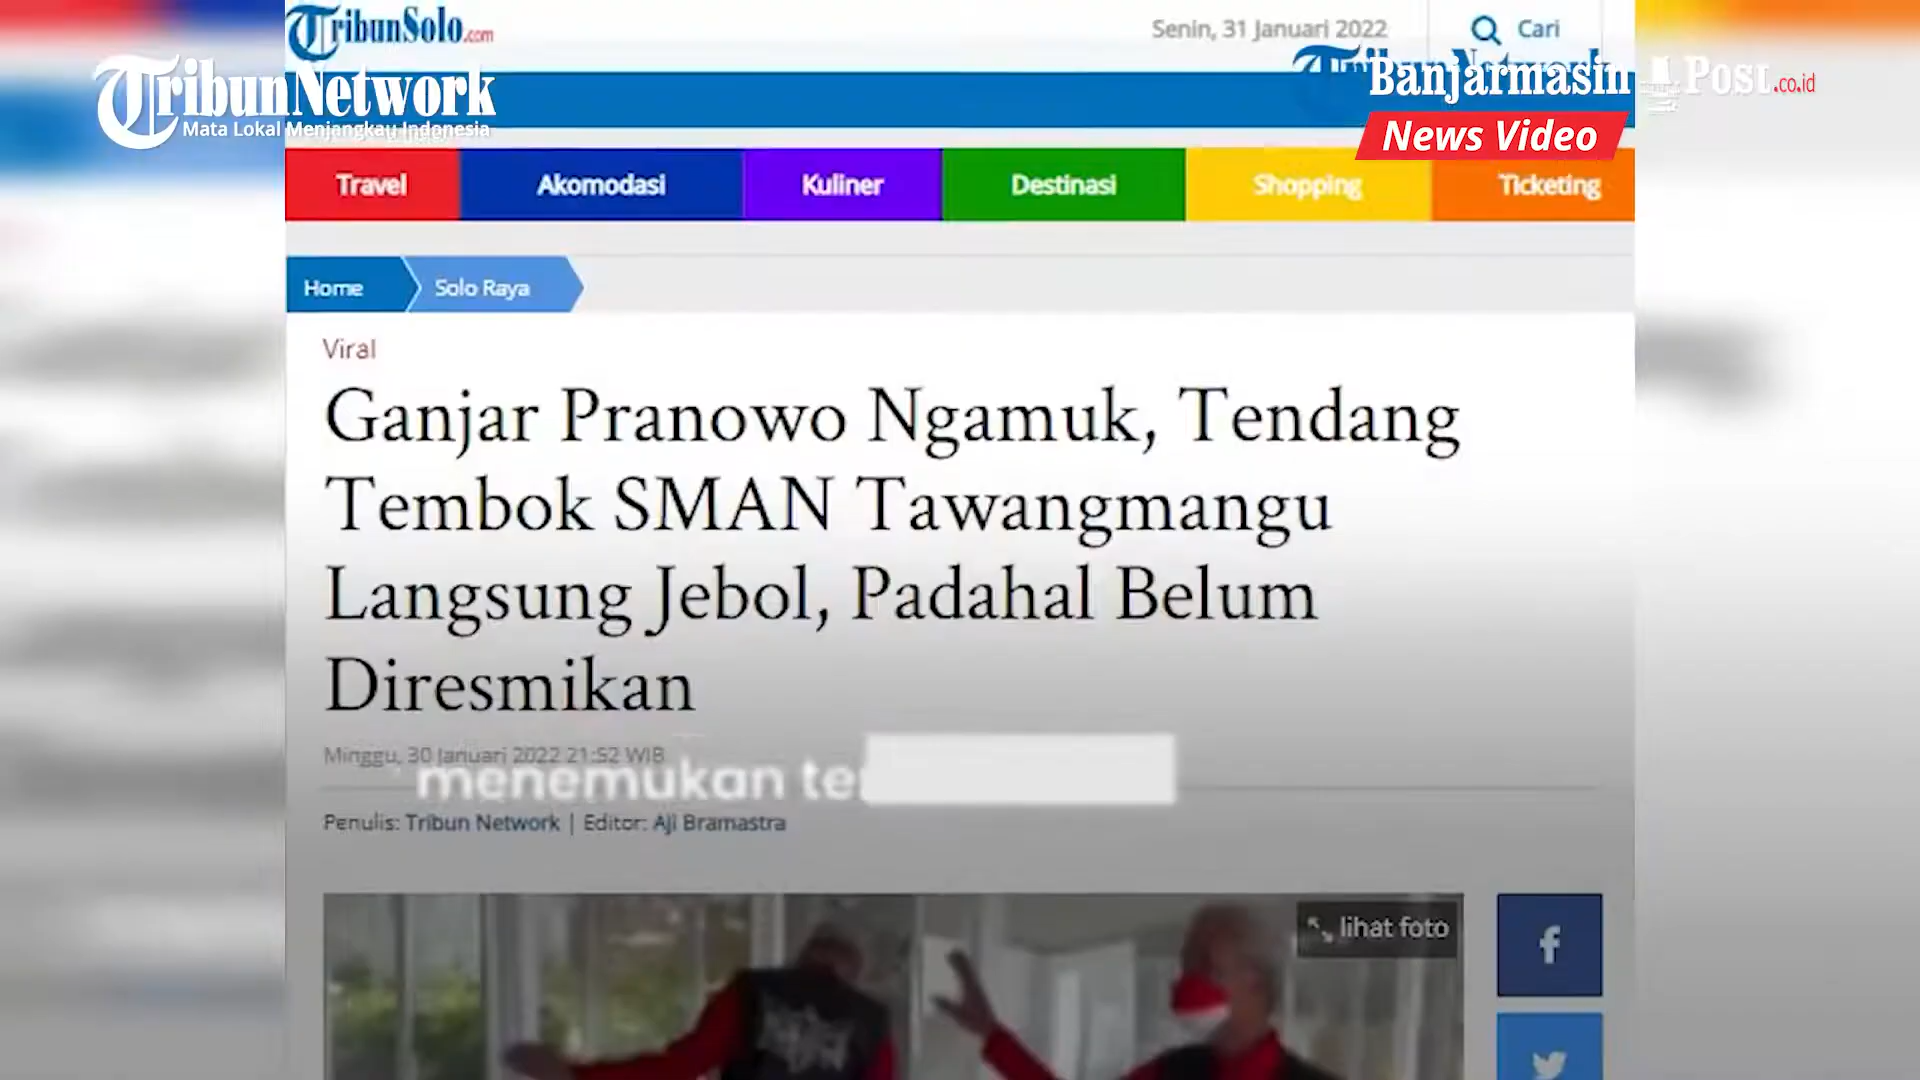 TribunSolo.com
Senin, 31 Januari 2022
Cari
TribunNetwork
Mata Lokal Menjangkau Indonesia
Banjarmasin Post.co.id
News Video
Travel Akomodasi Kuliner Destinasi Shopping Ticketing
Home Solo Raya
Viral
Ganjar Pranowo Ngamuk, Tendang
Tembok SMAN Tawangmangu
Langsung Jebol, Padahal Belum
Diresmikan
Minggu, 30 Januari 2022 21:52 WIB
menemukan
Penulis: Tribun Network | Editor: Aji Bramastra
lihat foto